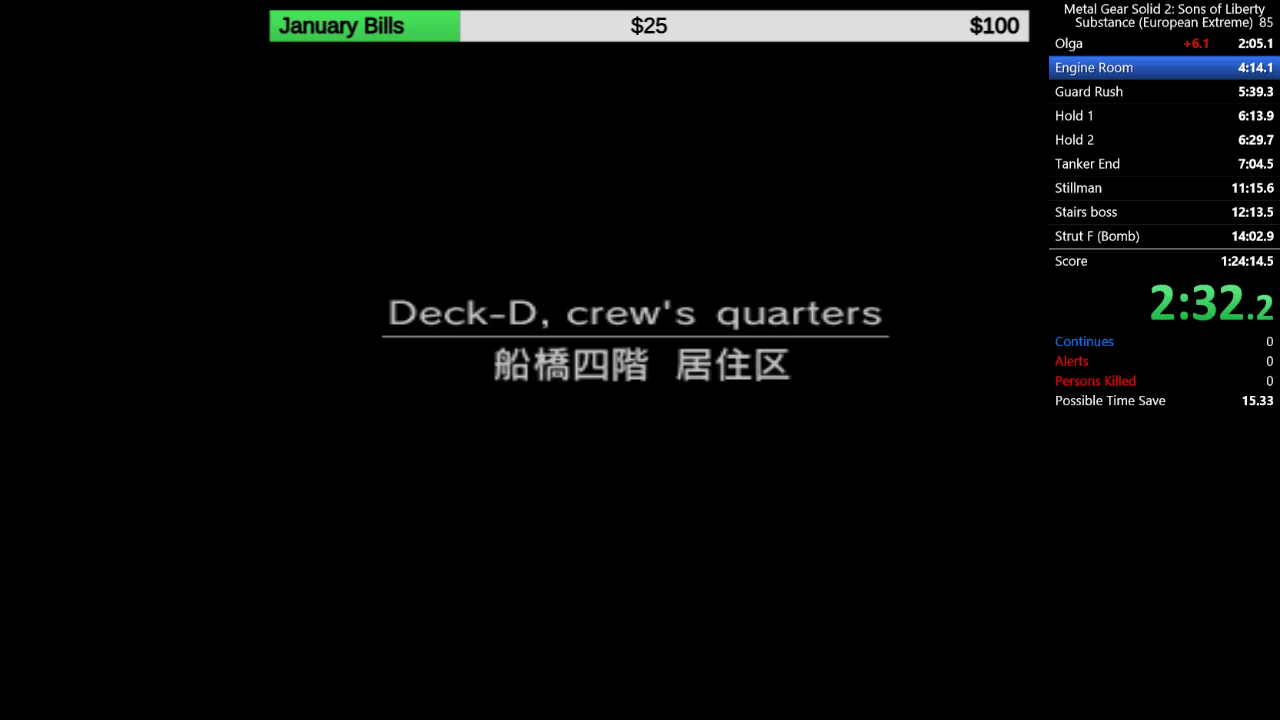 January Bills $25 $100
Metal Gear Solid 2: Sons of Liberty
Substance (European Extreme) 85
Olga +6.1 2:05.1
Engine Room 4:14.1
Guard Rush 5:39.3
Hold 1 6:13.9
Hold 2 6:29.7
Tanker End 7:04.5
Stillman 11:15.6
Stairs boss 12:13.5
Strut F (Bomb) 14:02.9
Score 1:24:14.5
2:32.2
Continues 0
Alerts 0
Persons Killed 0
Possible Time Save 15.33
Deck-D, crew's quarters
船橋四階 居住区